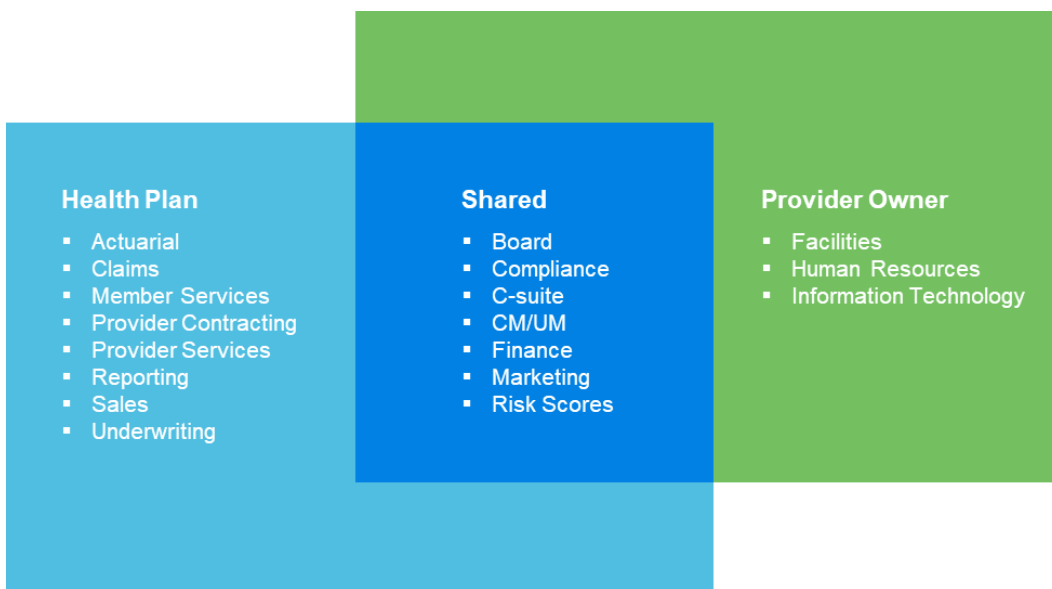 Health Plan
▪ Actuarial
▪ Claims
▪ Member Services
▪ Provider Contracting
▪ Provider Services
▪ Reporting
▪ Sales
▪ Underwriting
Shared
▪ Board
▪ Compliance
▪ C-suite
▪ CM/UM
▪ Finance
▪ Marketing
▪ Risk Scores
Provider Owner
▪ Facilities
▪ Human Resources
▪ Information Technology